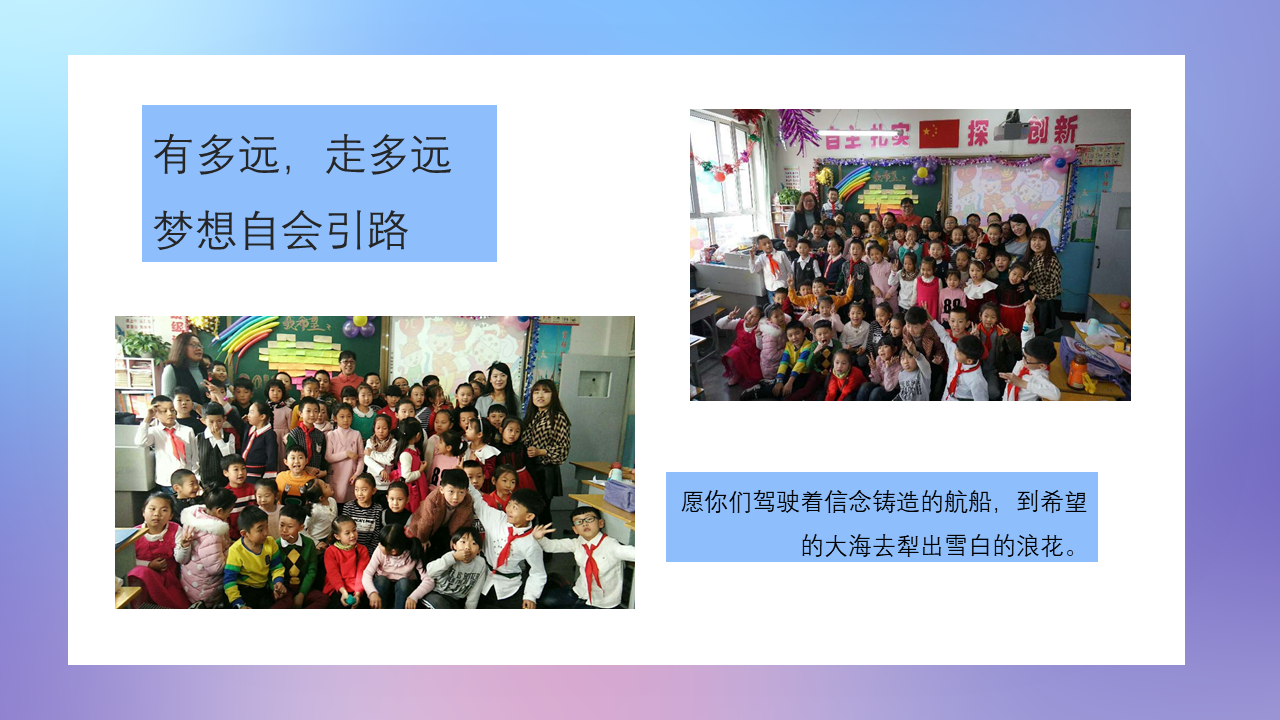 有多远，走多远
梦想自会引路
自主 扎实 探 创新
愿你们驾驶着信念铸造的航船，到希望
的大海去犁出雪白的浪花。